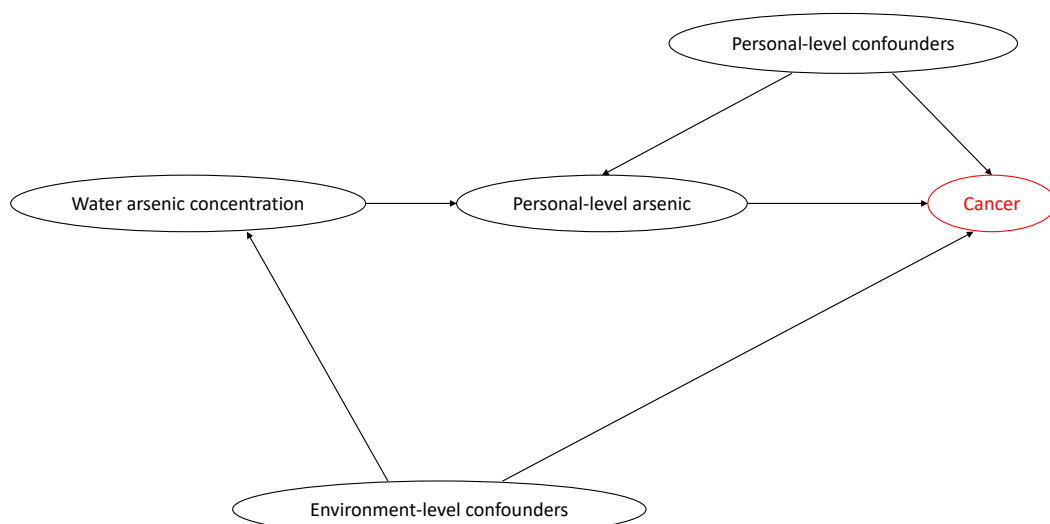 Personal-level confounders
Water arsenic concentration
Personal-level arsenic
Cancer
Environment-level confounders